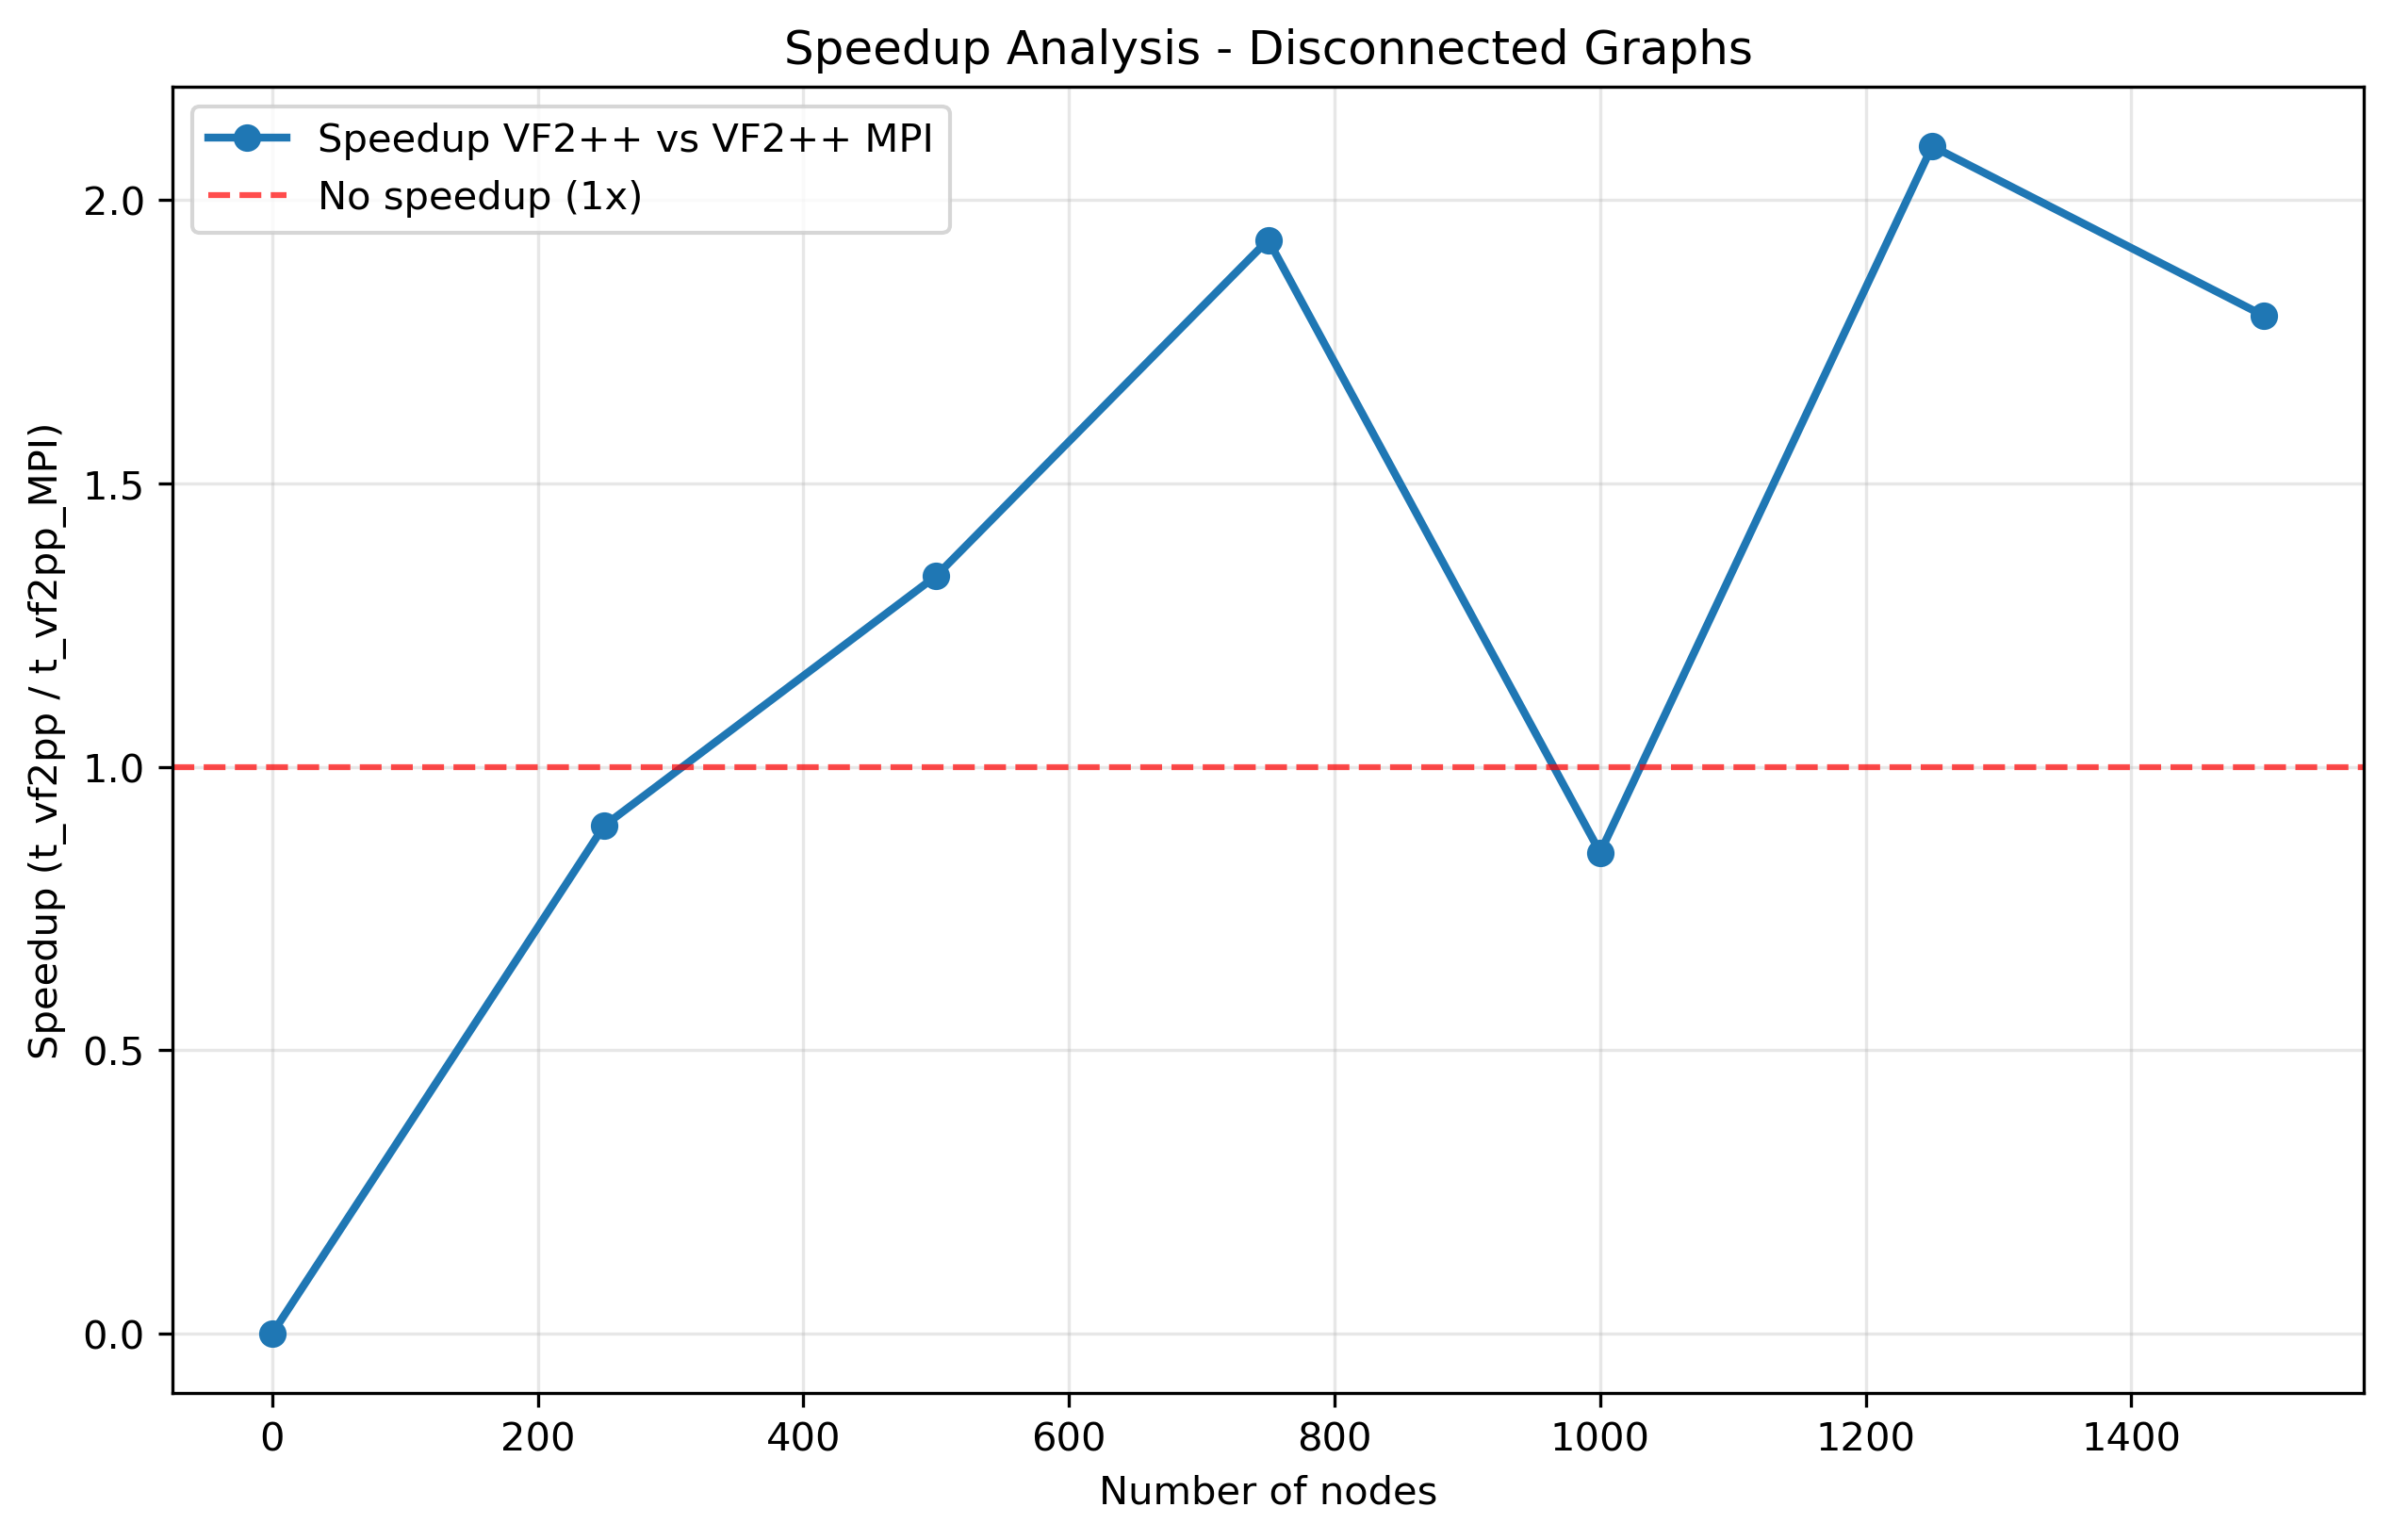 Speedup Analysis - Disconnected Graphs
Speedup VF2++ vs VF2++ MPI
No speedup (1x)
Speedup (t_vf2pp / t_vf2pp_MPI)
2.0
1.5
1.0
0.5
0.0
0 200 400 600 800 1000 1200 1400
Number of nodes